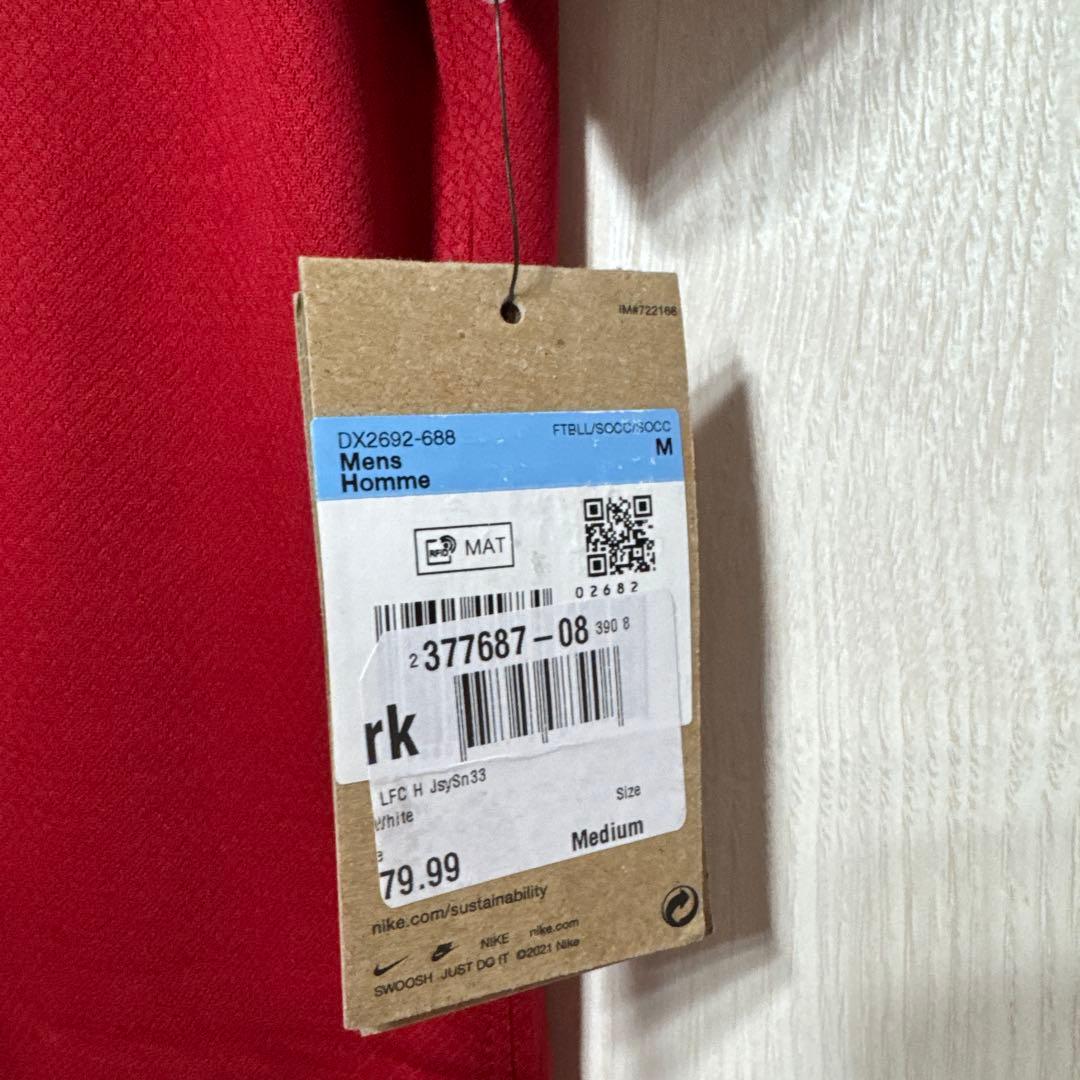 IM#722166
DX2692-688 FTBLL/SOCC/SOCC
Mens M
Homme
RFID MAT
02682
2 377687-08 390 8
rk
LFC H JsySn33
White Size
Medium
79.99
nike.com/sustainability
NIKE nike.com
SWOOSH JUST DO IT ©2021 Nike